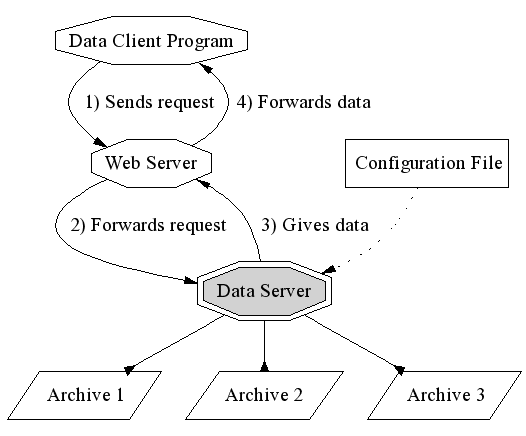 Data Client Program
1) Sends request
4) Forwards data
Web Server
Configuration File
2) Forwards request
3) Gives data
Data Server
Archive 1
Archive 2
Archive 3